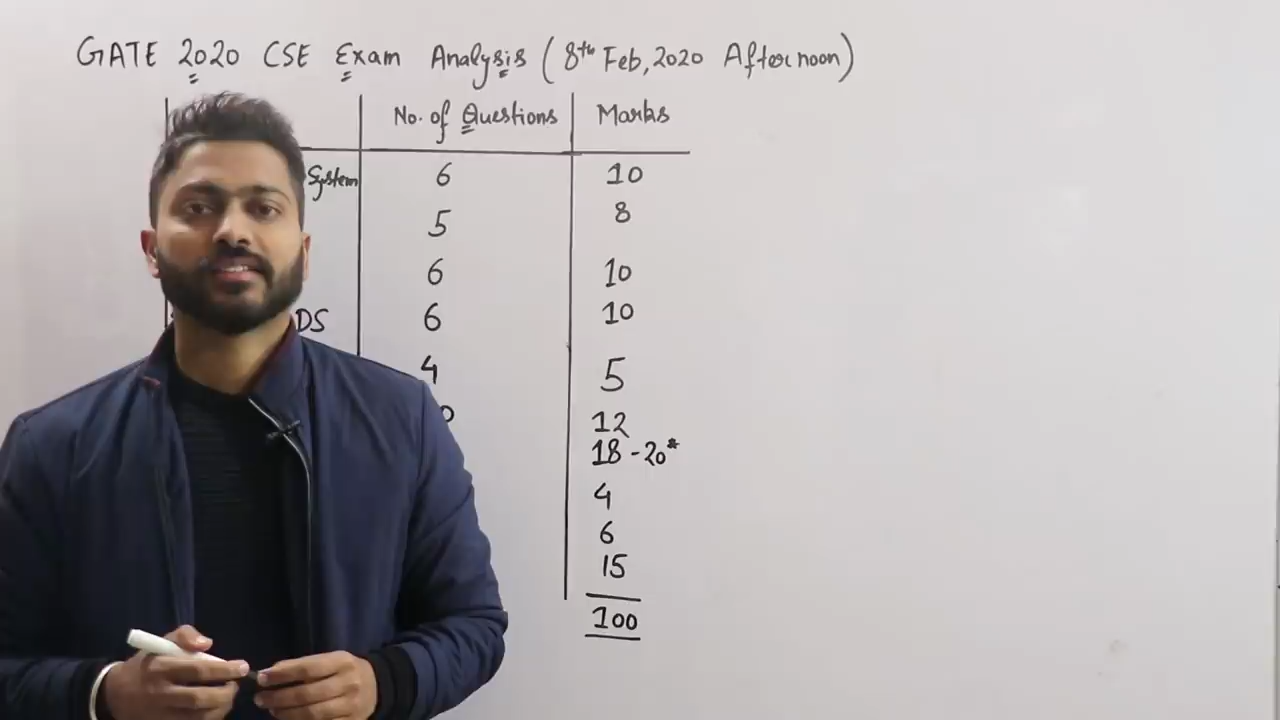 GATE 2020 CSE Exam Analysis (8th Feb, 2020 Afternoon)
No. of Questions Marks
System 6 10
5 8
6 10
DS 6 10
4 5
12
18 - 20*
4
6
15
100